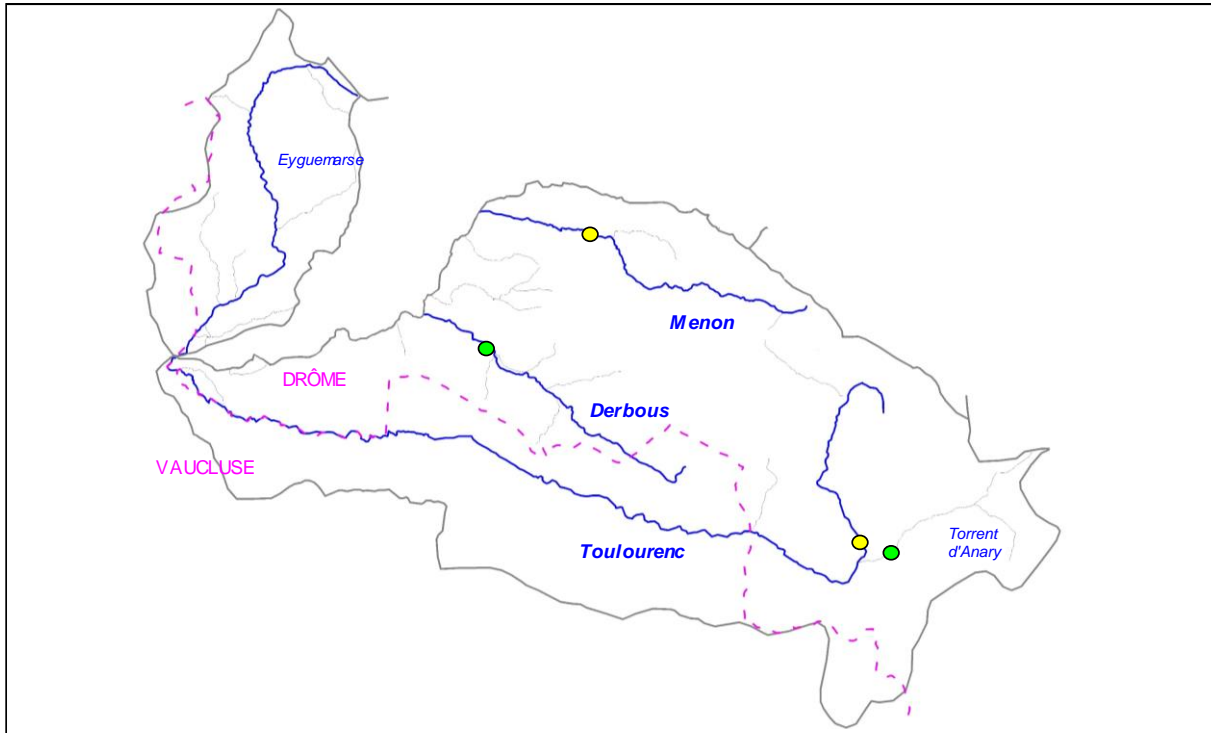 Eyguemarse
Menon
DRÔME
Derbous
VAUCLUSE
Toulourenc
Torrent
d'Anary